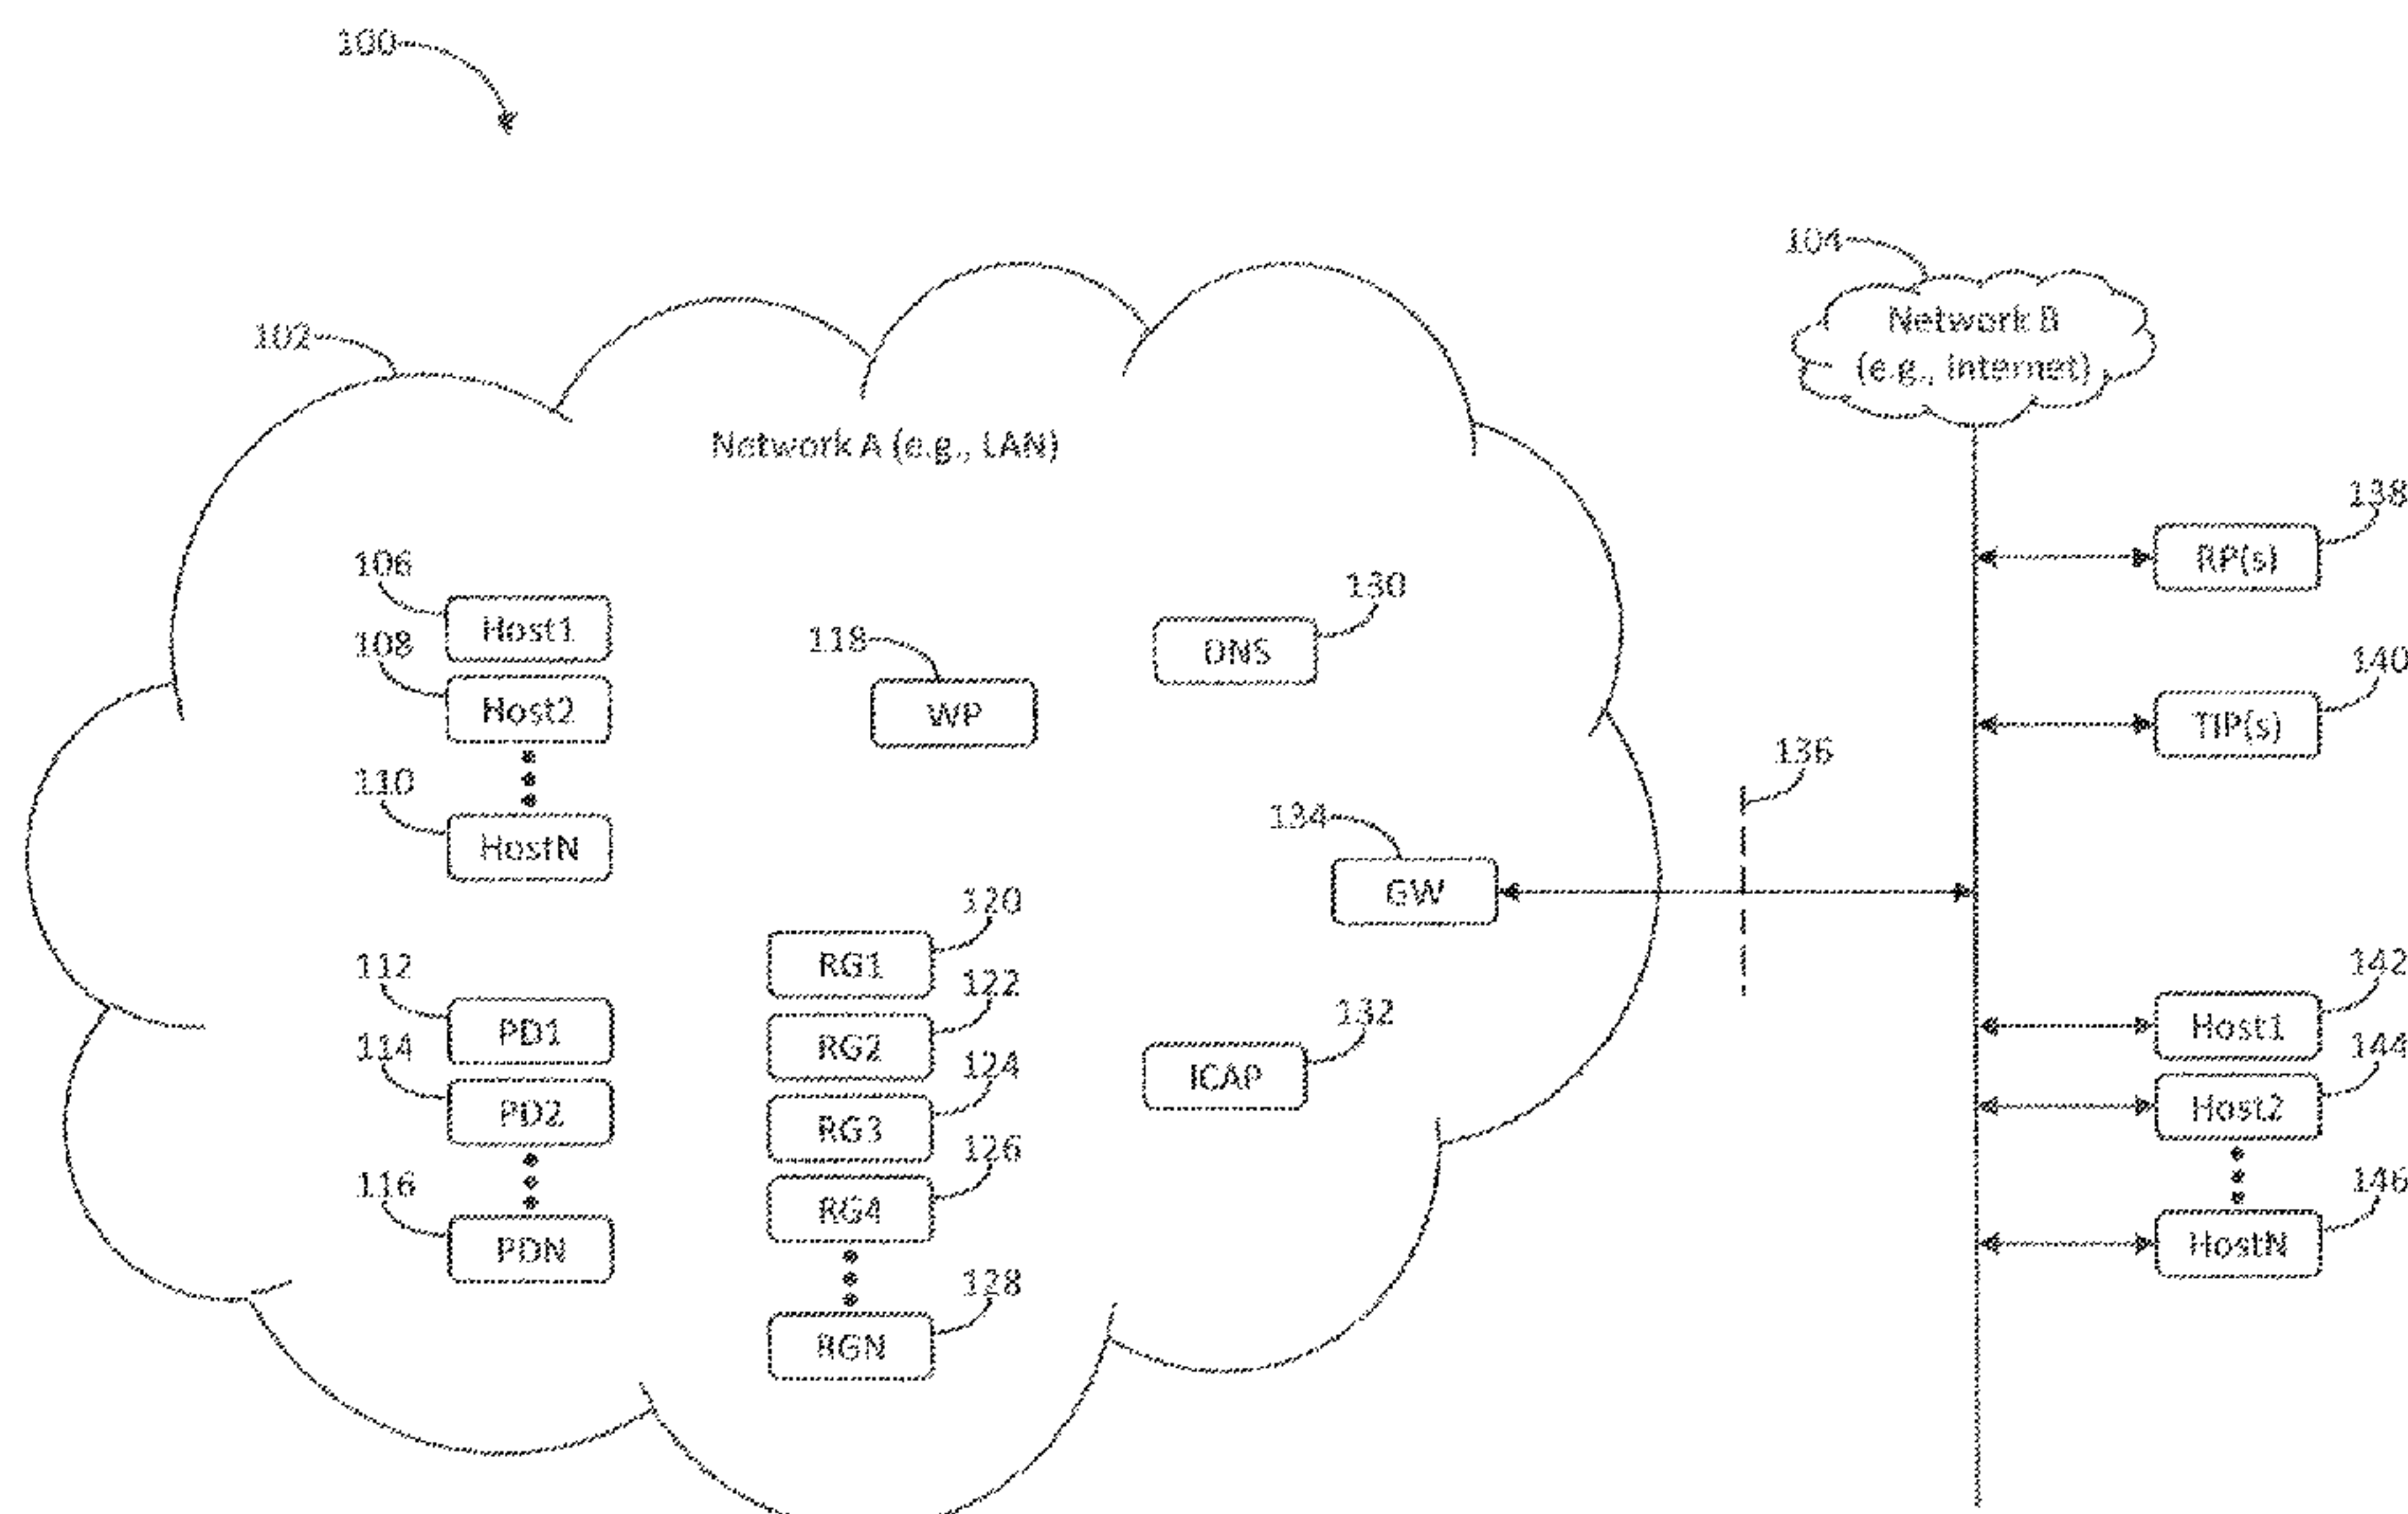 100
104
Network B
(e.g., Internet)
102
Network A (e.g., LAN)
138
RP(s)
106
Host1
130
DNS
108
Host2
118
WP
140
TIP(s)
110
HostN
136
134
GW
120
RG1
112
PD1
122
RG2
132
ICAP
142
Host1
114
PD2
124
RG3
144
Host2
116
PDN
126
RG4
146
HostN
128
RGN